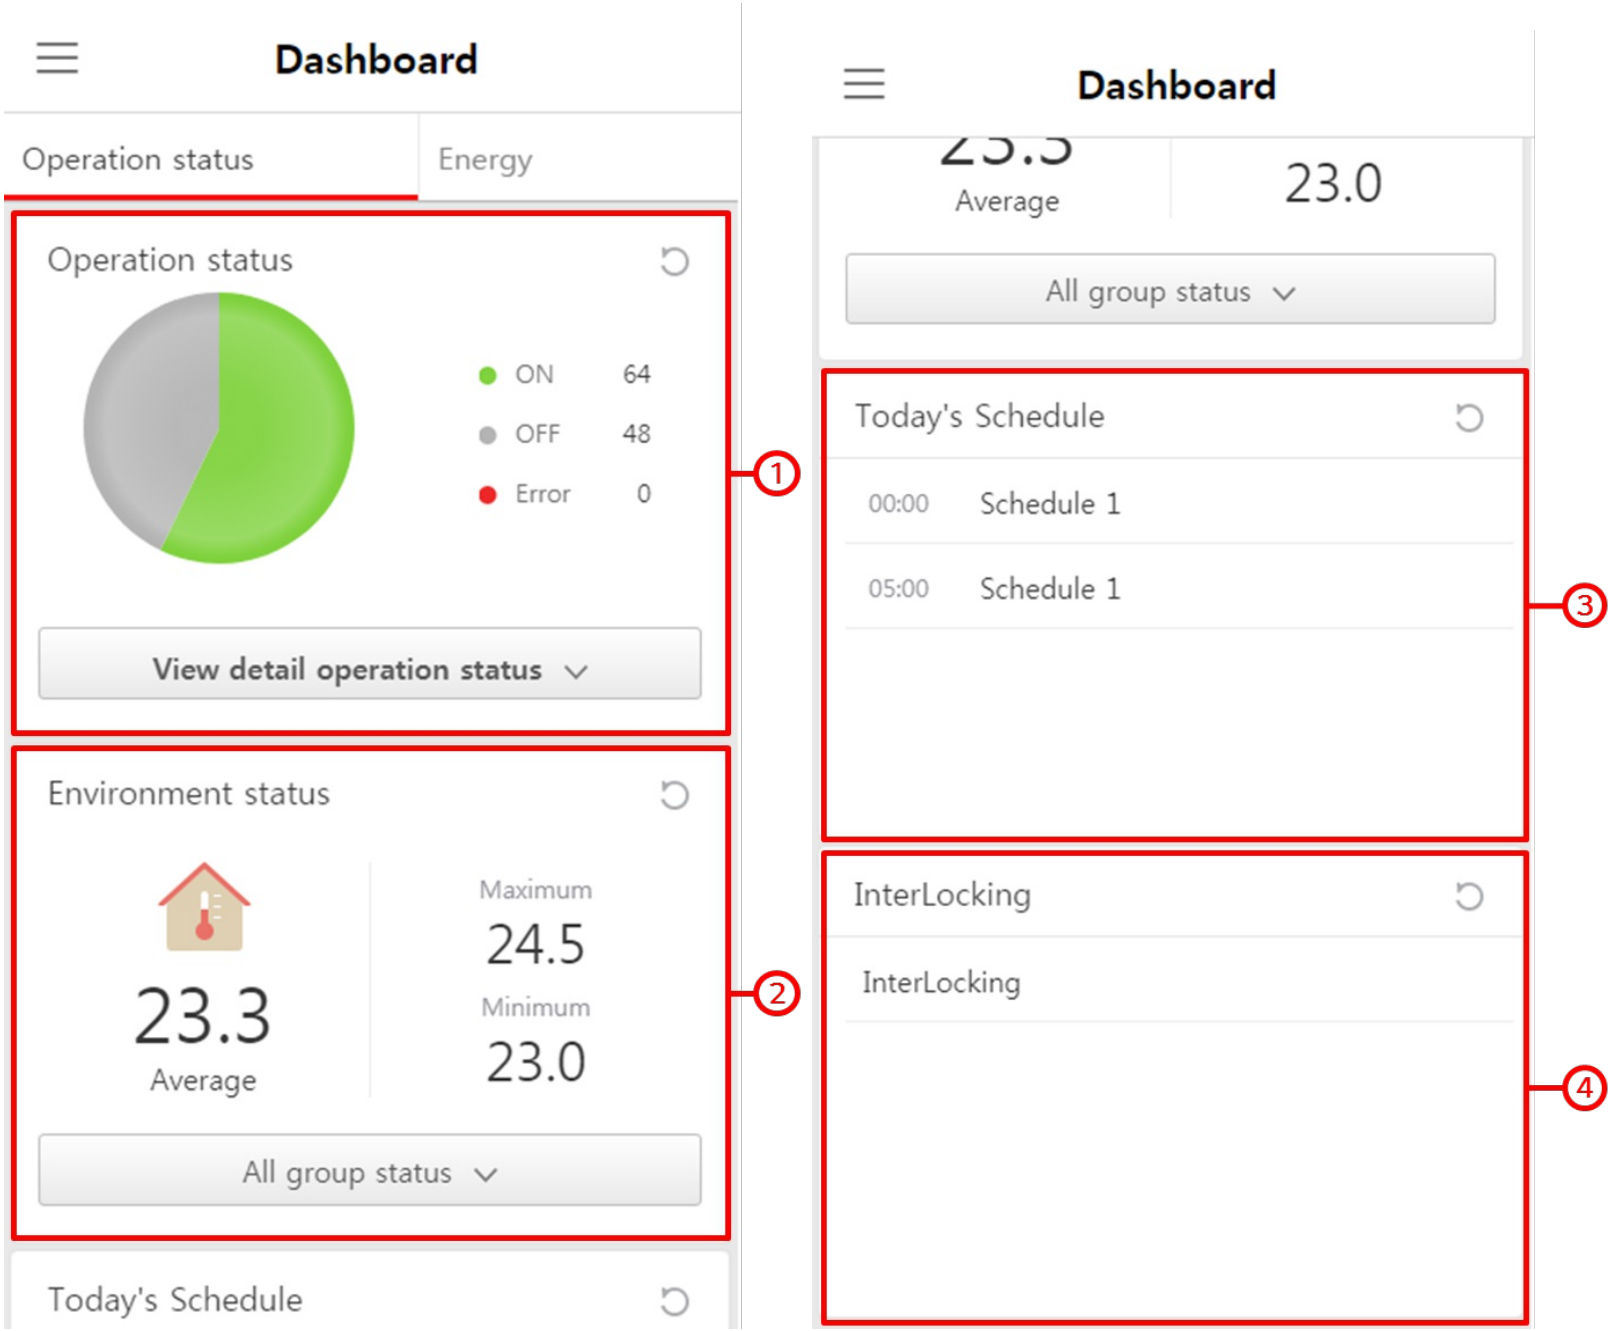 Dashboard
Operation status
Energy
Operation status
ON 64
OFF 48
Error 0
View detail operation status
1
Environment status
Maximum
24.5
Minimum
23.0
23.3
Average
All group status
2
Today's Schedule
Dashboard
23.3
Average
23.0
All group status
Today's Schedule
00:00 Schedule 1
05:00 Schedule 1
3
InterLocking
InterLocking
4